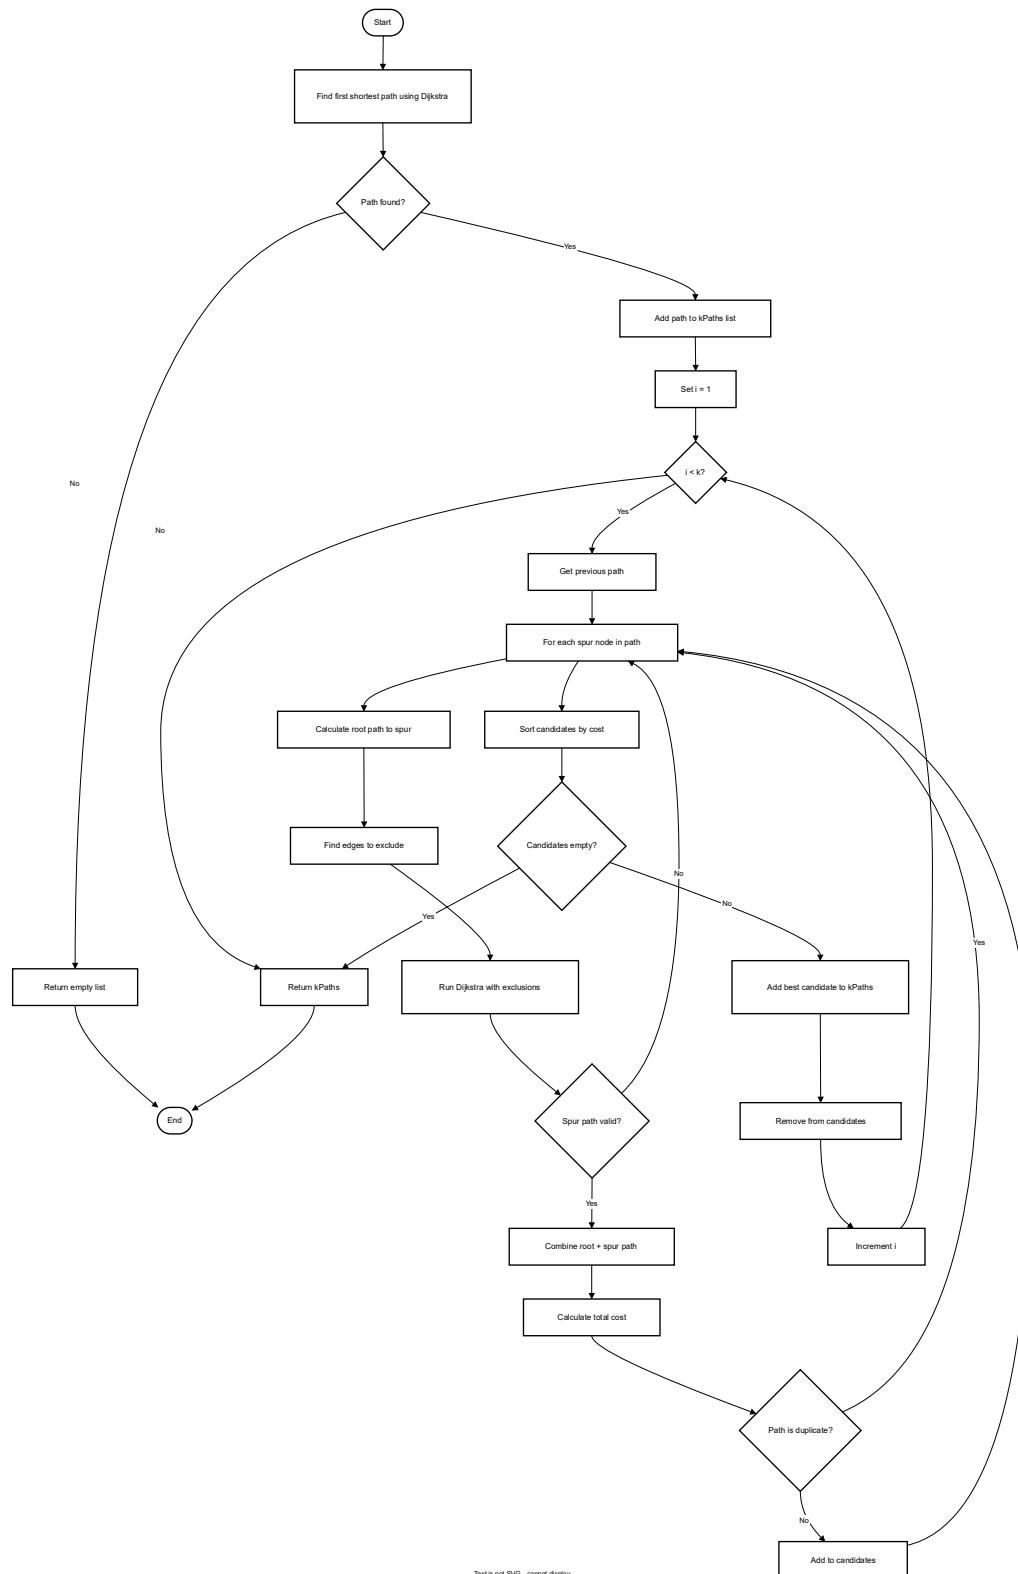 Start
Find first shortest path using Dijkstra
Path found?
Yes
Add path to kPaths list
Set i = 1
i < k?
No
Yes
No
Get previous path
For each spur node in path
Calculate root path to spur
Sort candidates by cost
Find edges to exclude
Candidates empty?
No
No
Yes
Yes
Return empty list
Return kPaths
Run Dijkstra with exclusions
Add best candidate to kPaths
End
Spur path valid?
Remove from candidates
Yes
Combine root + spur path
Increment i
Calculate total cost
Path is duplicate?
No
Add to candidates
Text is not SVG - cannot display